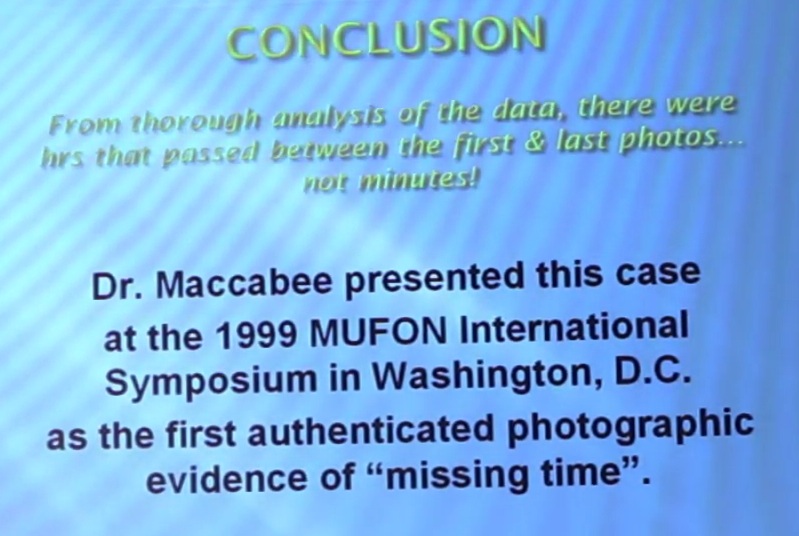 CONCLUSION
From thorough analysis of the data, there were
hrs that passed between the first & last photos...
not minutes!
Dr. Maccabee presented this case
at the 1999 MUFON International
Symposium in Washington, D.C.
as the first authenticated photographic
evidence of “missing time”.